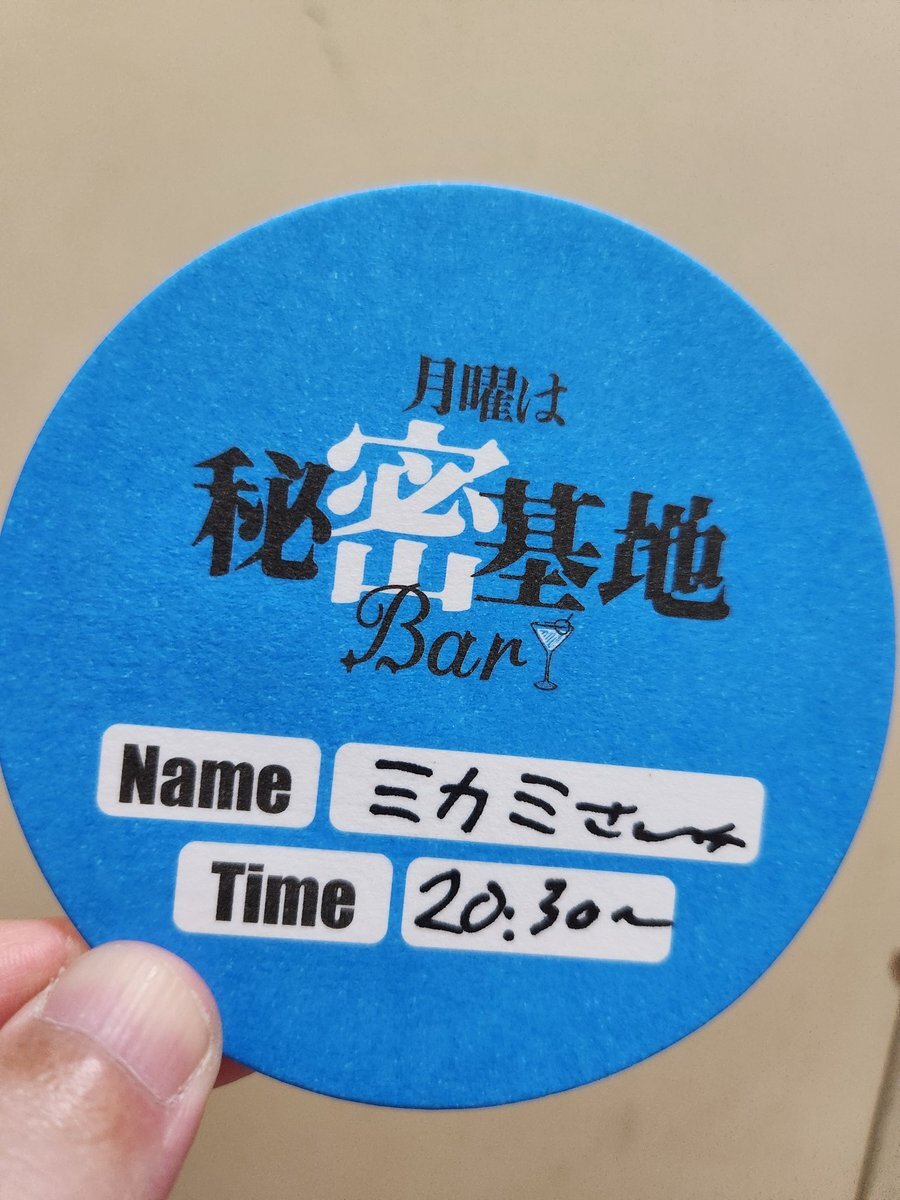 月曜は
秘密基地
Bar
Name ミカミさん
Time 20:30～